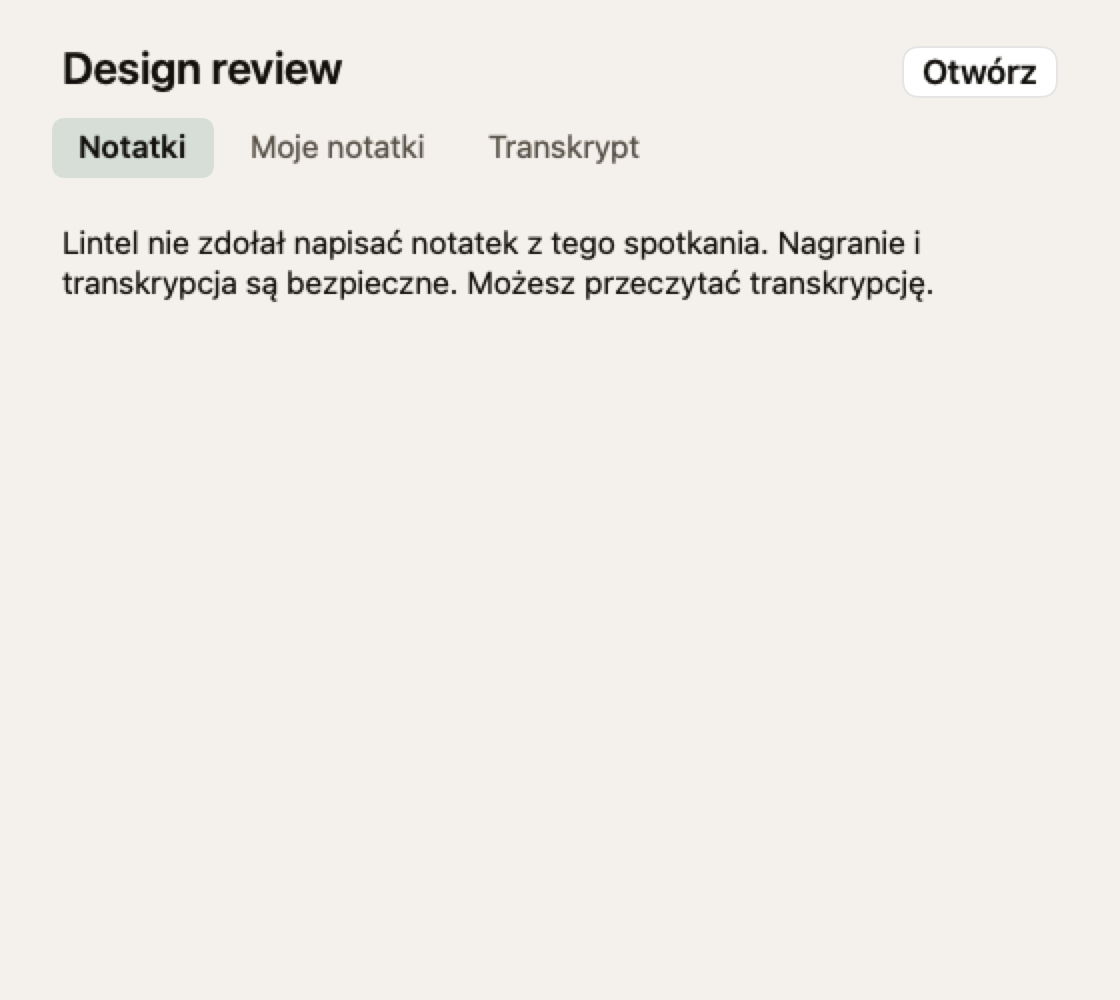 Design review
Otwórz
Notatki
Moje notatki
Transkrypt
Lintel nie zdołał napisać notatek z tego spotkania. Nagranie i
transkrypcja są bezpieczne. Możesz przeczytać transkrypcję.